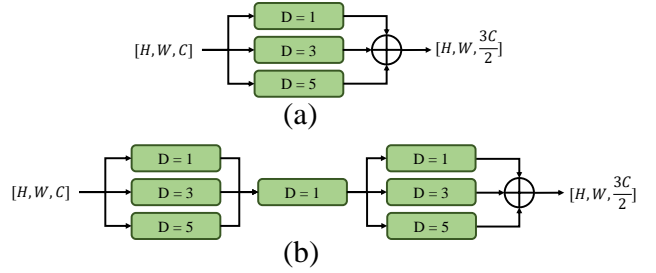 D = 1
[H, W, C] D = 3 [H, W, 3C/2]
D = 5
(a)
D = 1 D = 1
[H, W, C] D = 3 D = 1 D = 3 [H, W, 3C/2]
D = 5 D = 5
(b)